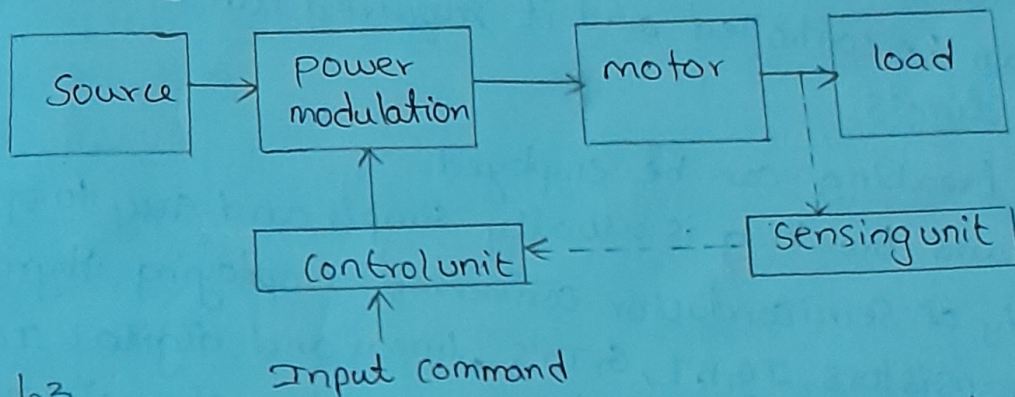 Source
power
modulation
motor
load
control unit
sensing unit
Input command